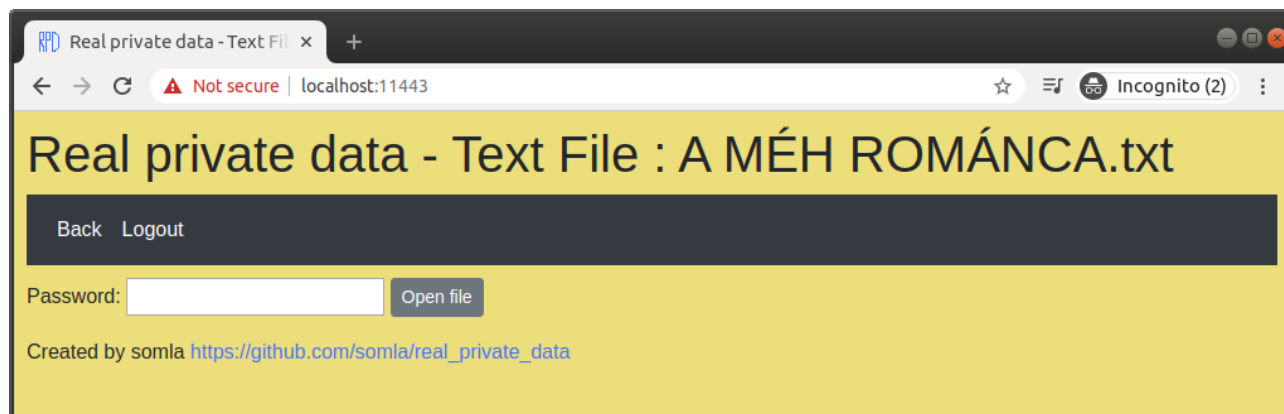 RPD Real private data - Text Fil
Not secure localhost:11443 Incognito (2)
Real private data - Text File : A MÉH ROMÁNCA.txt
Back Logout
Password: Open file
Created by somla https://github.com/somla/real_private_data